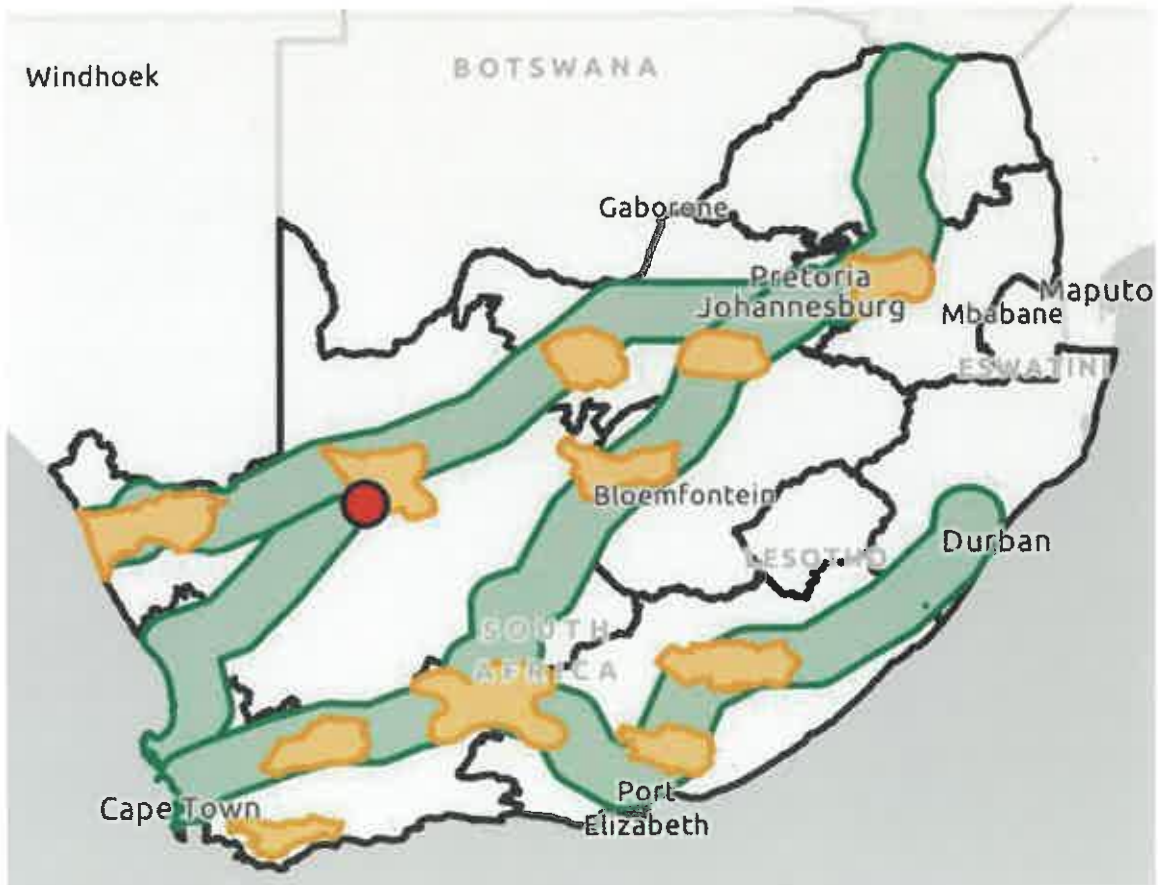 Windhoek
BOTSWANA
Gaborone
Pretoria
Johannesburg
Maputo
Mbabane
ESWATINI
Bloemfontein
LESOTHO
Durban
SOUTH
AFRICA
Port
Elizabeth
Cape Town